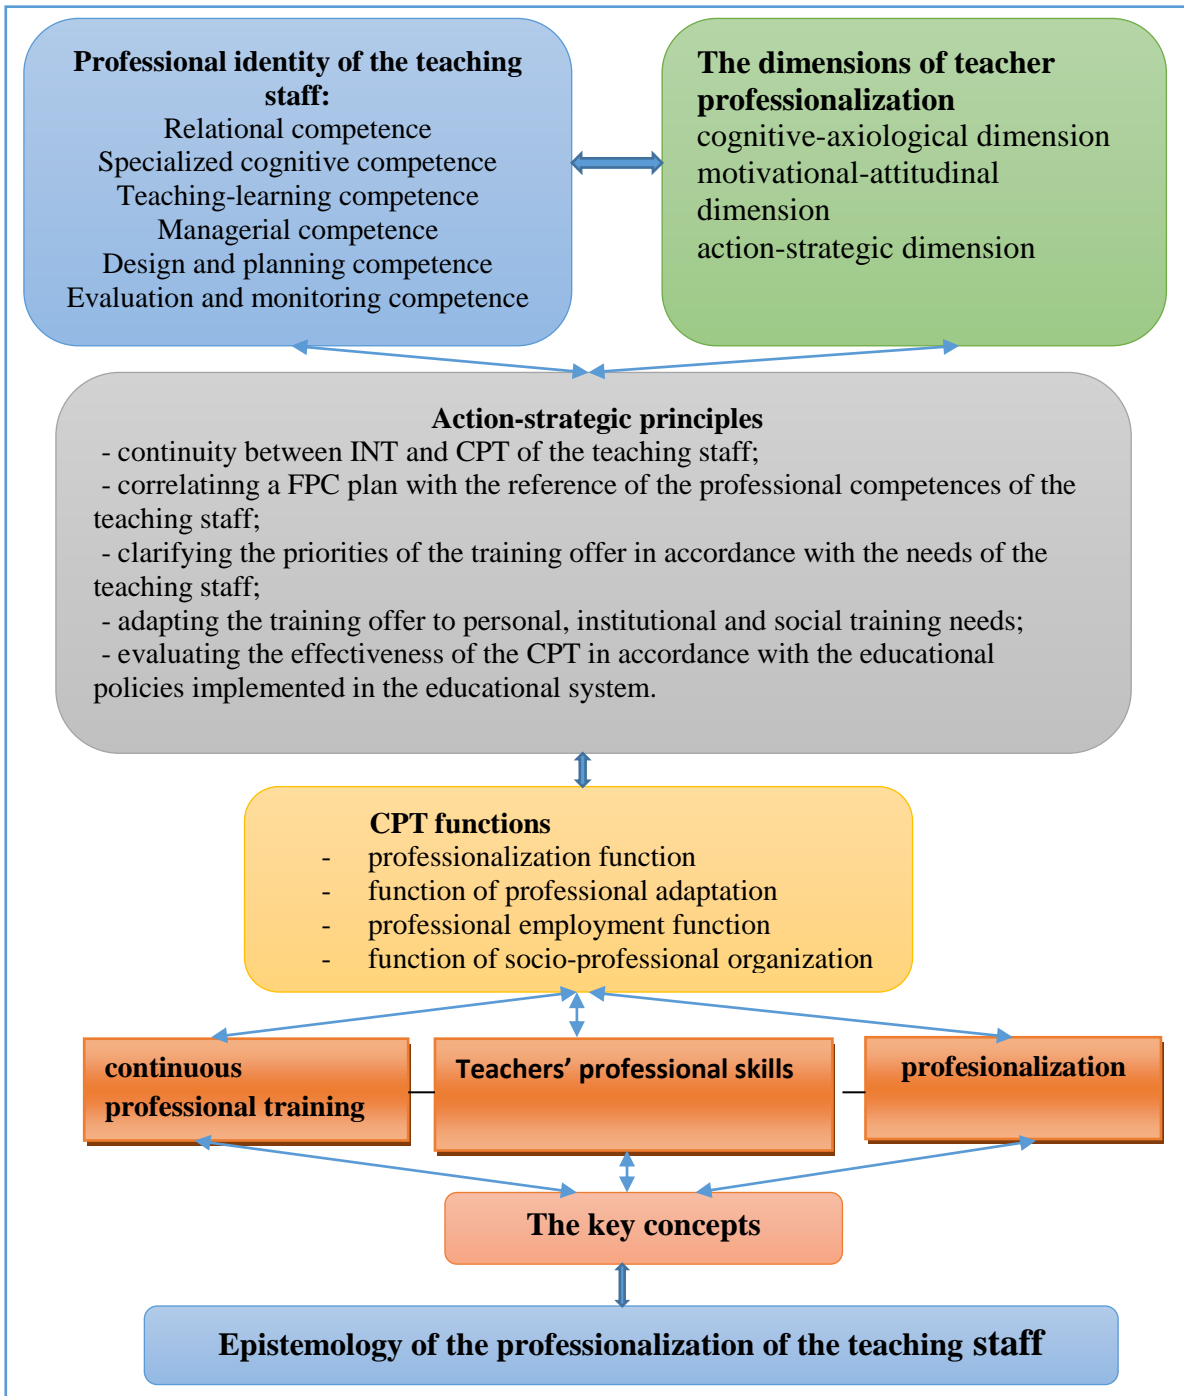 Professional identity of the teaching
staff:
Relational competence
Specialized cognitive competence
Teaching-learning competence
Managerial competence
Design and planning competence
Evaluation and monitoring competence
The dimensions of teacher
professionalization
cognitive-axiological dimension
motivational-attitudinal
dimension
action-strategic dimension
Action-strategic principles
- continuity between INT and CPT of the teaching staff;
- correlatinng a FPC plan with the reference of the professional competences of the
teaching staff;
- clarifying the priorities of the training offer in accordance with the needs of the
teaching staff;
- adapting the training offer to personal, institutional and social training needs;
- evaluating the effectiveness of the CPT in accordance with the educational
policies implemented in the educational system.
CPT functions
- professionalization function
- function of professional adaptation
- professional employment function
- function of socio-professional organization
continuous
professional training
Teachers’ professional skills
profesionalization
The key concepts
Epistemology of the professionalization of the teaching staff